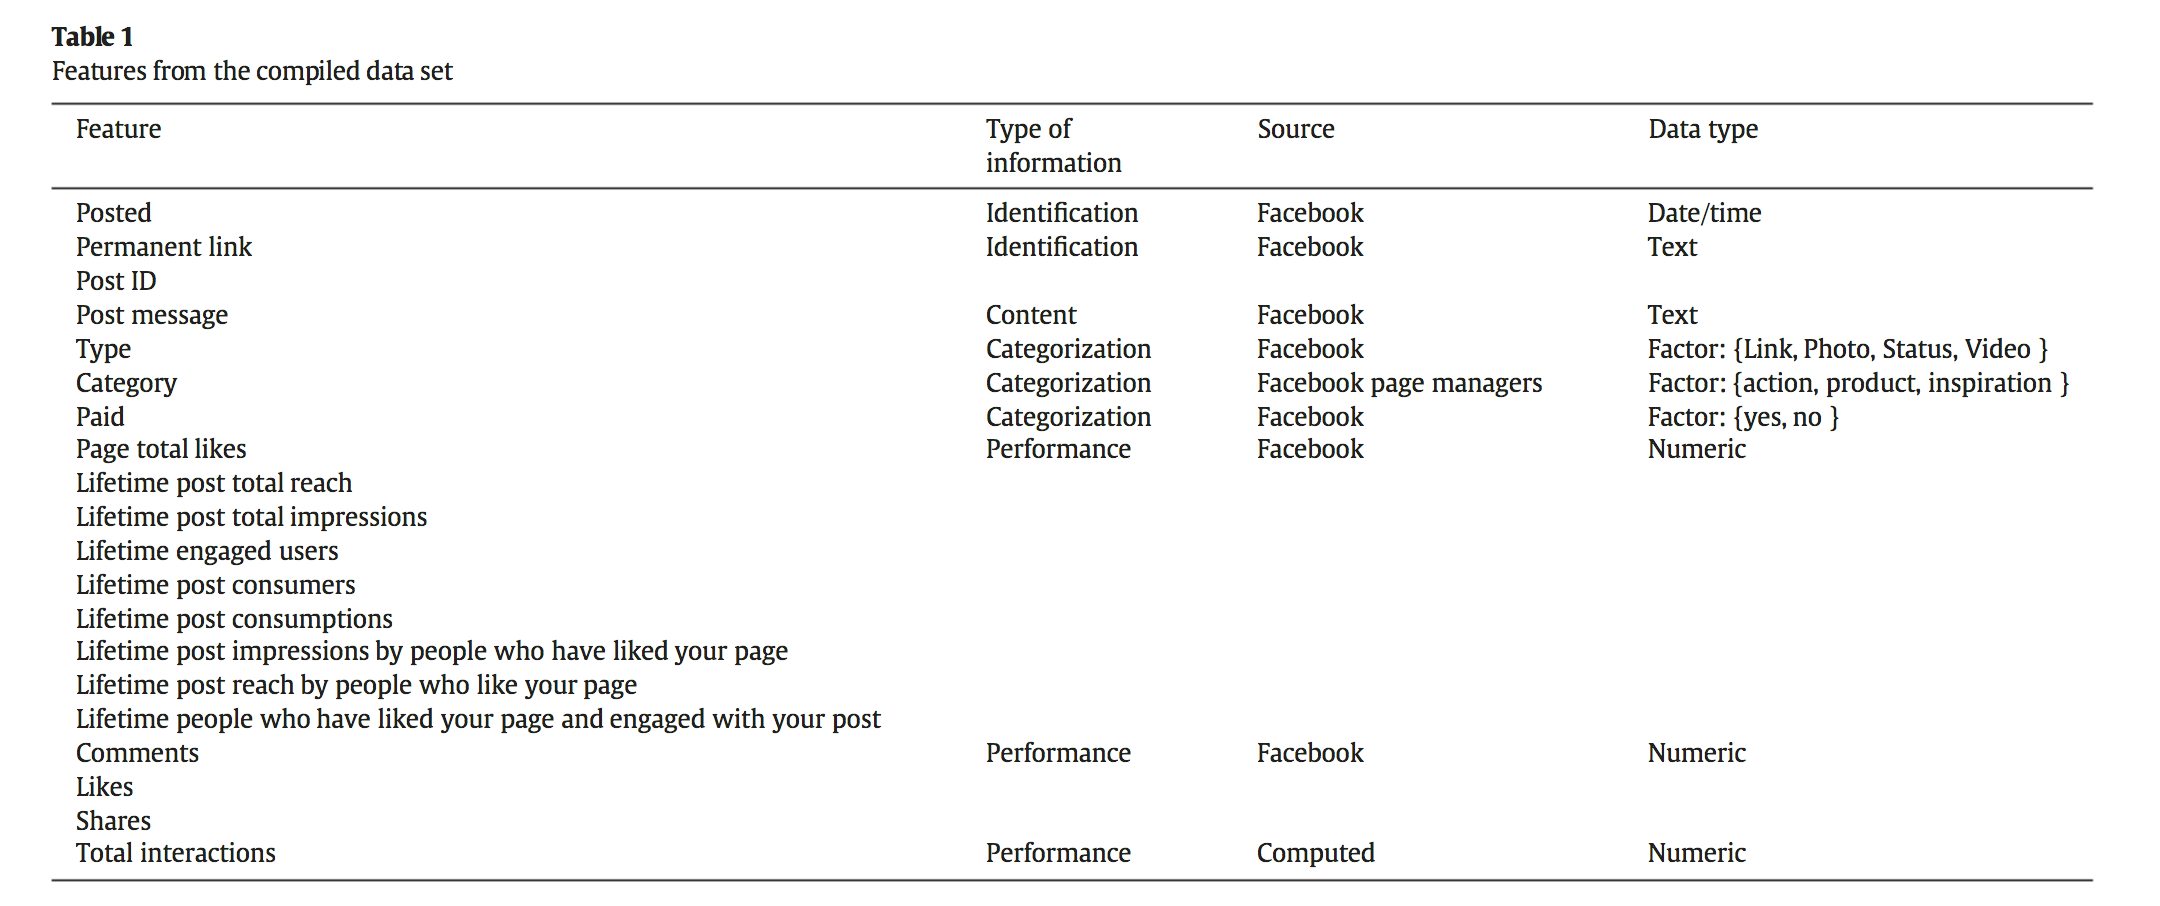 Table 1
Features from the compiled data set
Feature Type of information Source Data type
Posted Identification Facebook Date/time
Permanent link Identification Facebook Text
Post ID
Post message Content Facebook Text
Type Categorization Facebook Factor: {Link, Photo, Status, Video }
Category Categorization Facebook page managers Factor: {action, product, inspiration }
Paid Categorization Facebook Factor: {yes, no }
Page total likes Performance Facebook Numeric
Lifetime post total reach
Lifetime post total impressions
Lifetime engaged users
Lifetime post consumers
Lifetime post consumptions
Lifetime post impressions by people who have liked your page
Lifetime post reach by people who like your page
Lifetime people who have liked your page and engaged with your post
Comments Performance Facebook Numeric
Likes
Shares
Total interactions Performance Computed Numeric